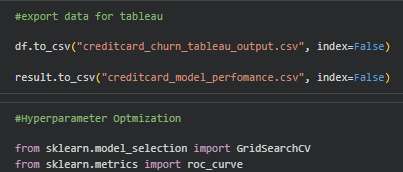 #export data for tableau
df.to_csv("creditcard_churn_tableau_output.csv", index=False)
result.to_csv("creditcard_model_perfomance.csv", index=False)
#Hyperparameter Optmization
from sklearn.model_selection import GridSearchCV
from sklearn.metrics import roc_curve